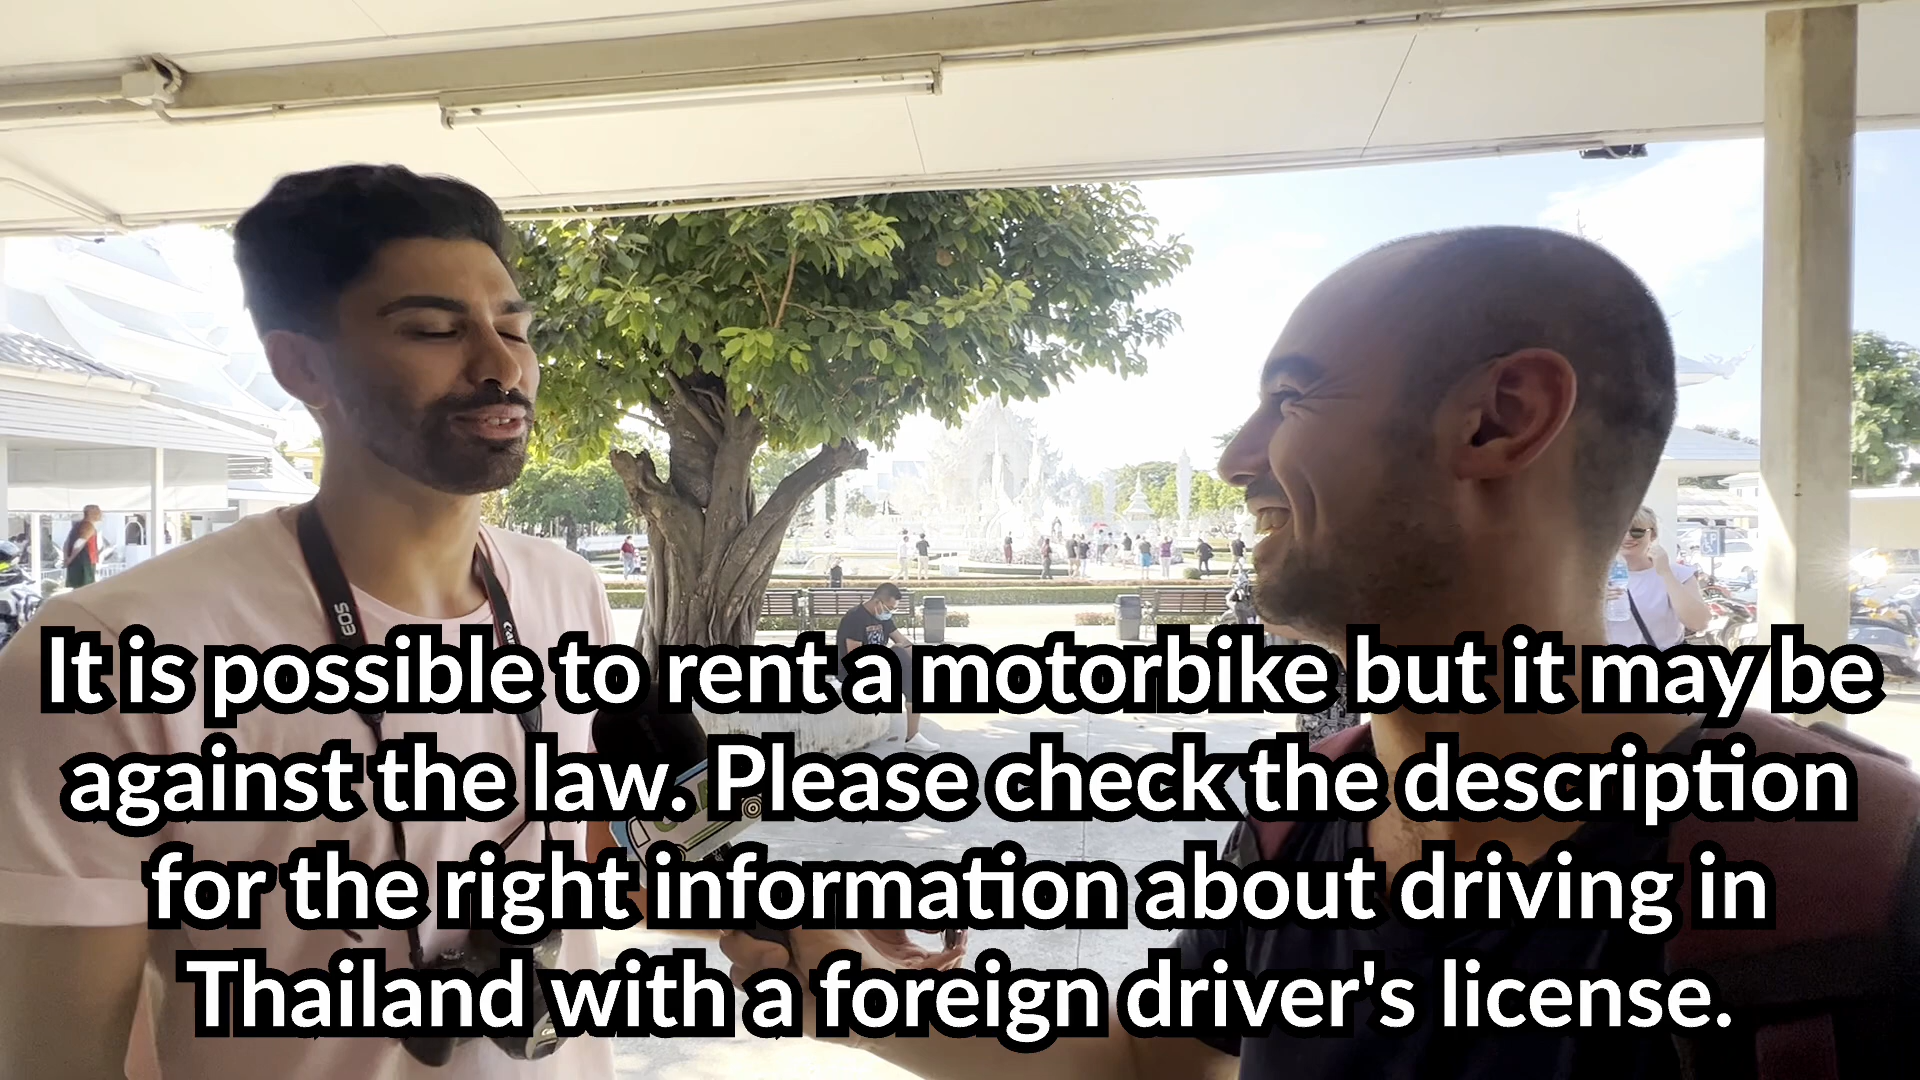 EOS
Can
It is possible to rent a motorbike but it may be
against the law. Please check the description
for the right information about driving in
Thailand with a foreign driver's license.